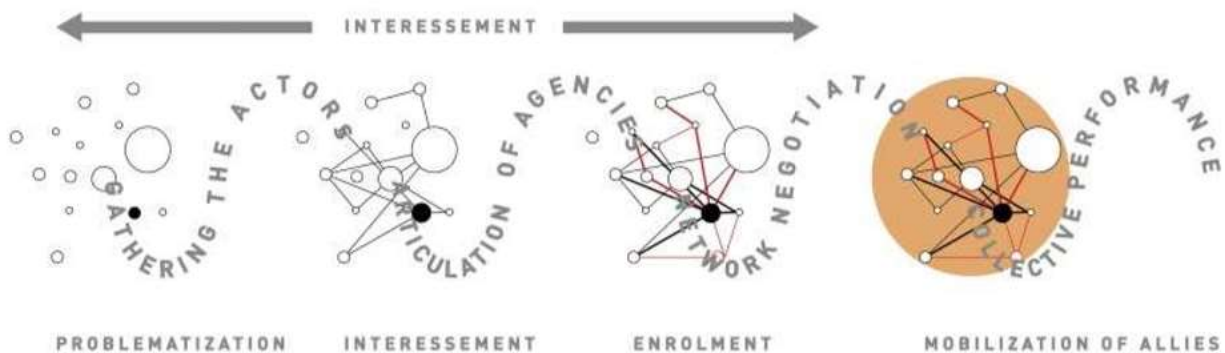 INTERESSEMENT
GATHERING THE ACTORS
ARTICULATION OF AGENCIES
NETWORK NEGOTIATION
COLLECTIVE PERFORMANCE
PROBLEMATIZATION
INTERESSEMENT
ENROLMENT
MOBILIZATION OF ALLIES